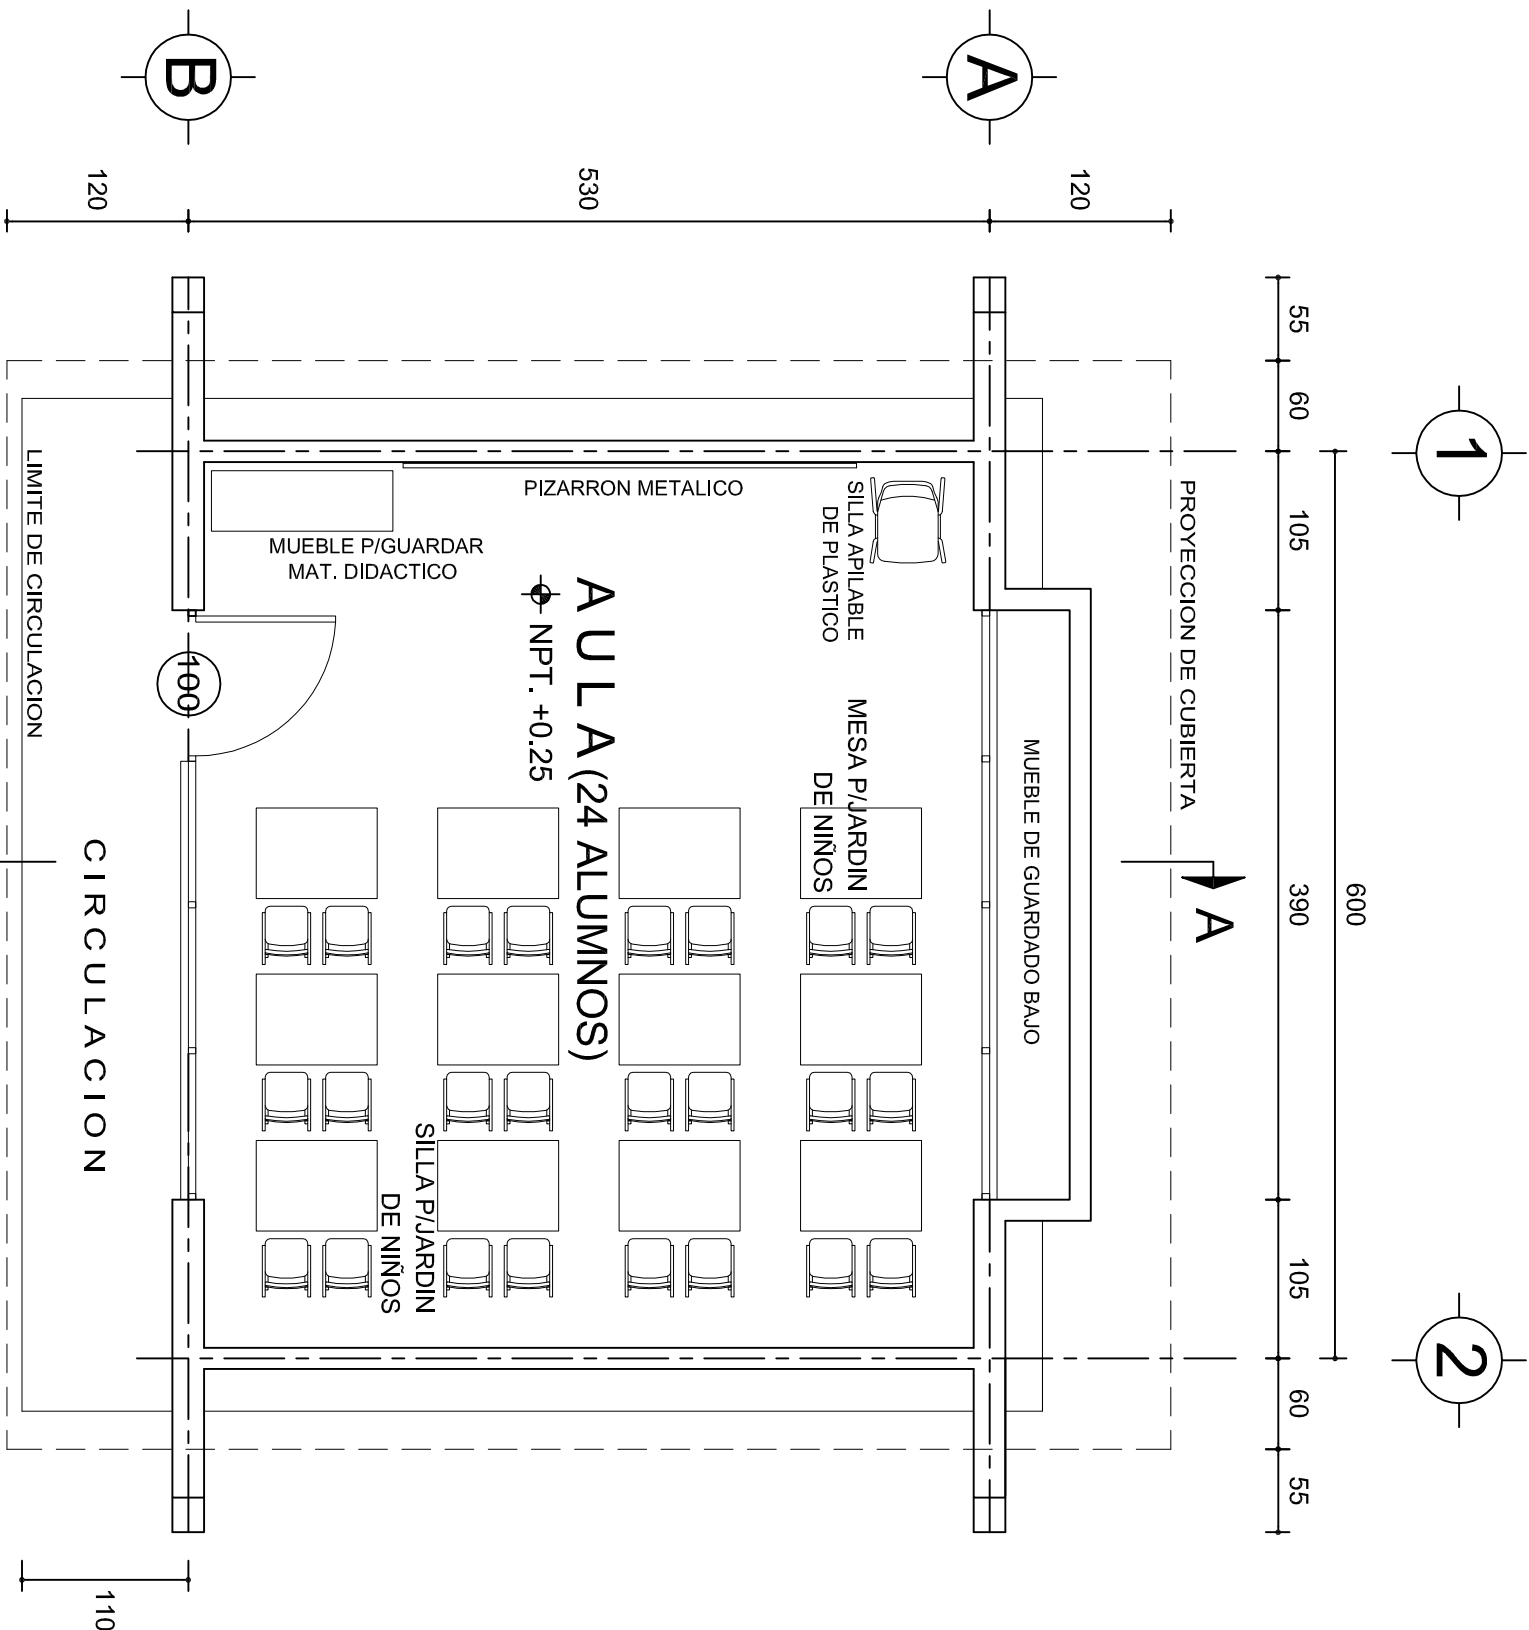 1
2
600
55
60
105
390
105
60
55
A
B
120
530
120
110
PROYECCION DE CUBIERTA
A
MUEBLE DE GUARDADO BAJO
SILLA APILABLE
DE PLASTICO
MESA P/JARDIN
DE NIÑOS
PIZARRON METALICO
A U L A (24 ALUMNOS)
NPT. +0.25
MUEBLE P/GUARDAR
MAT. DIDACTICO
SILLA P/JARDIN
DE NIÑOS
100
C I R C U L A C I O N
LIMITE DE CIRCULACION